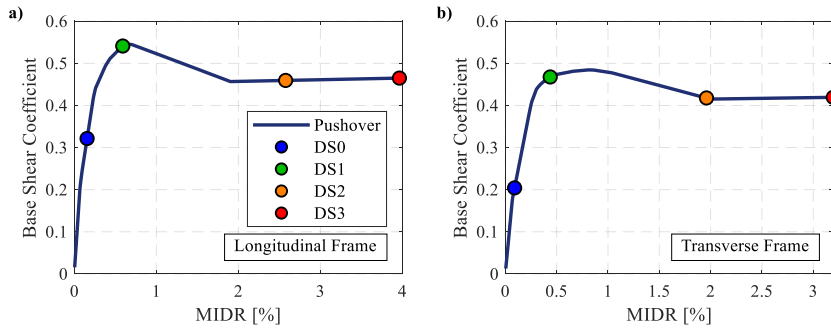 a)
0.6
0.5
0.4
0.3
0.2
0.1
0
Base Shear Coefficient
Pushover
DS0
DS1
DS2
DS3
Longitudinal Frame
0 1 2 3 4
MIDR [%]
b)
0.6
0.5
0.4
0.3
0.2
0.1
0
Base Shear Coefficient
Transverse Frame
0 0.5 1 1.5 2 2.5 3
MIDR [%]